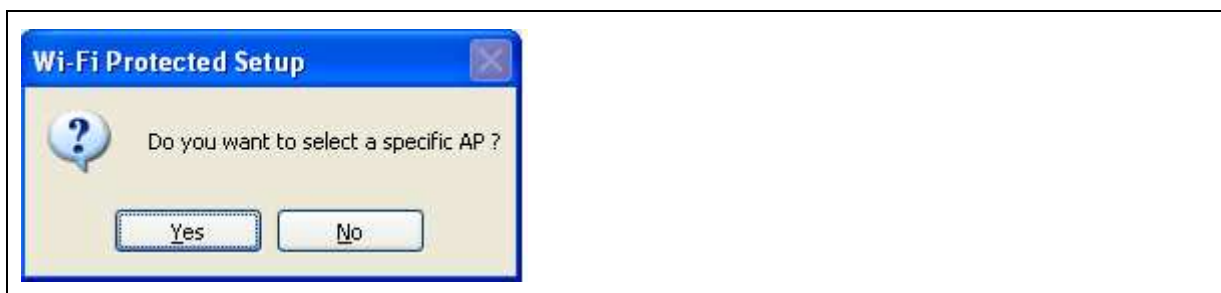 Wi-Fi Protected Setup
Do you want to select a specific AP ?
Yes
No